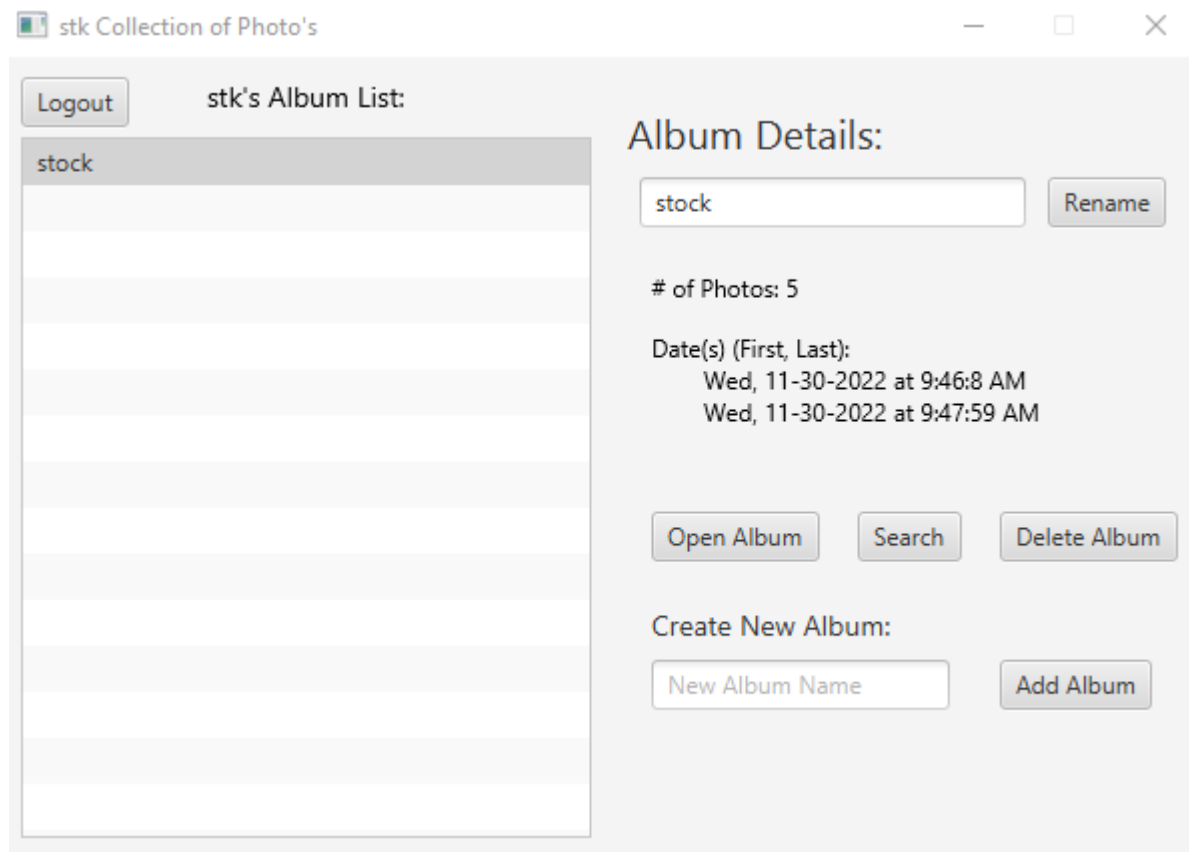 stk Collection of Photo's
Logout
stk's Album List:
stock
Album Details:
stock
Rename
# of Photos: 5
Date(s) (First, Last):
Wed, 11-30-2022 at 9:46:8 AM
Wed, 11-30-2022 at 9:47:59 AM
Open Album
Search
Delete Album
Create New Album:
New Album Name
Add Album